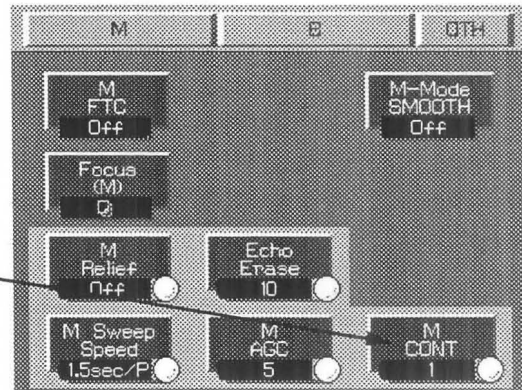 M B OTH
M
FTC
Off
M-Mode
SMOOTH
Off
Focus
(M)
M
Relief
Off
Echo
Erase
10
M Sweep
Speed
1.5sec/P
M
AGC
5
M
CONT
1